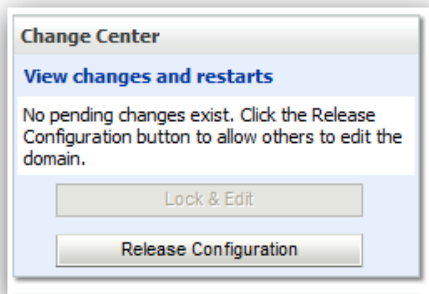 Change Center
View changes and restarts
No pending changes exist. Click the Release
Configuration button to allow others to edit the
domain.
Lock & Edit
Release Configuration